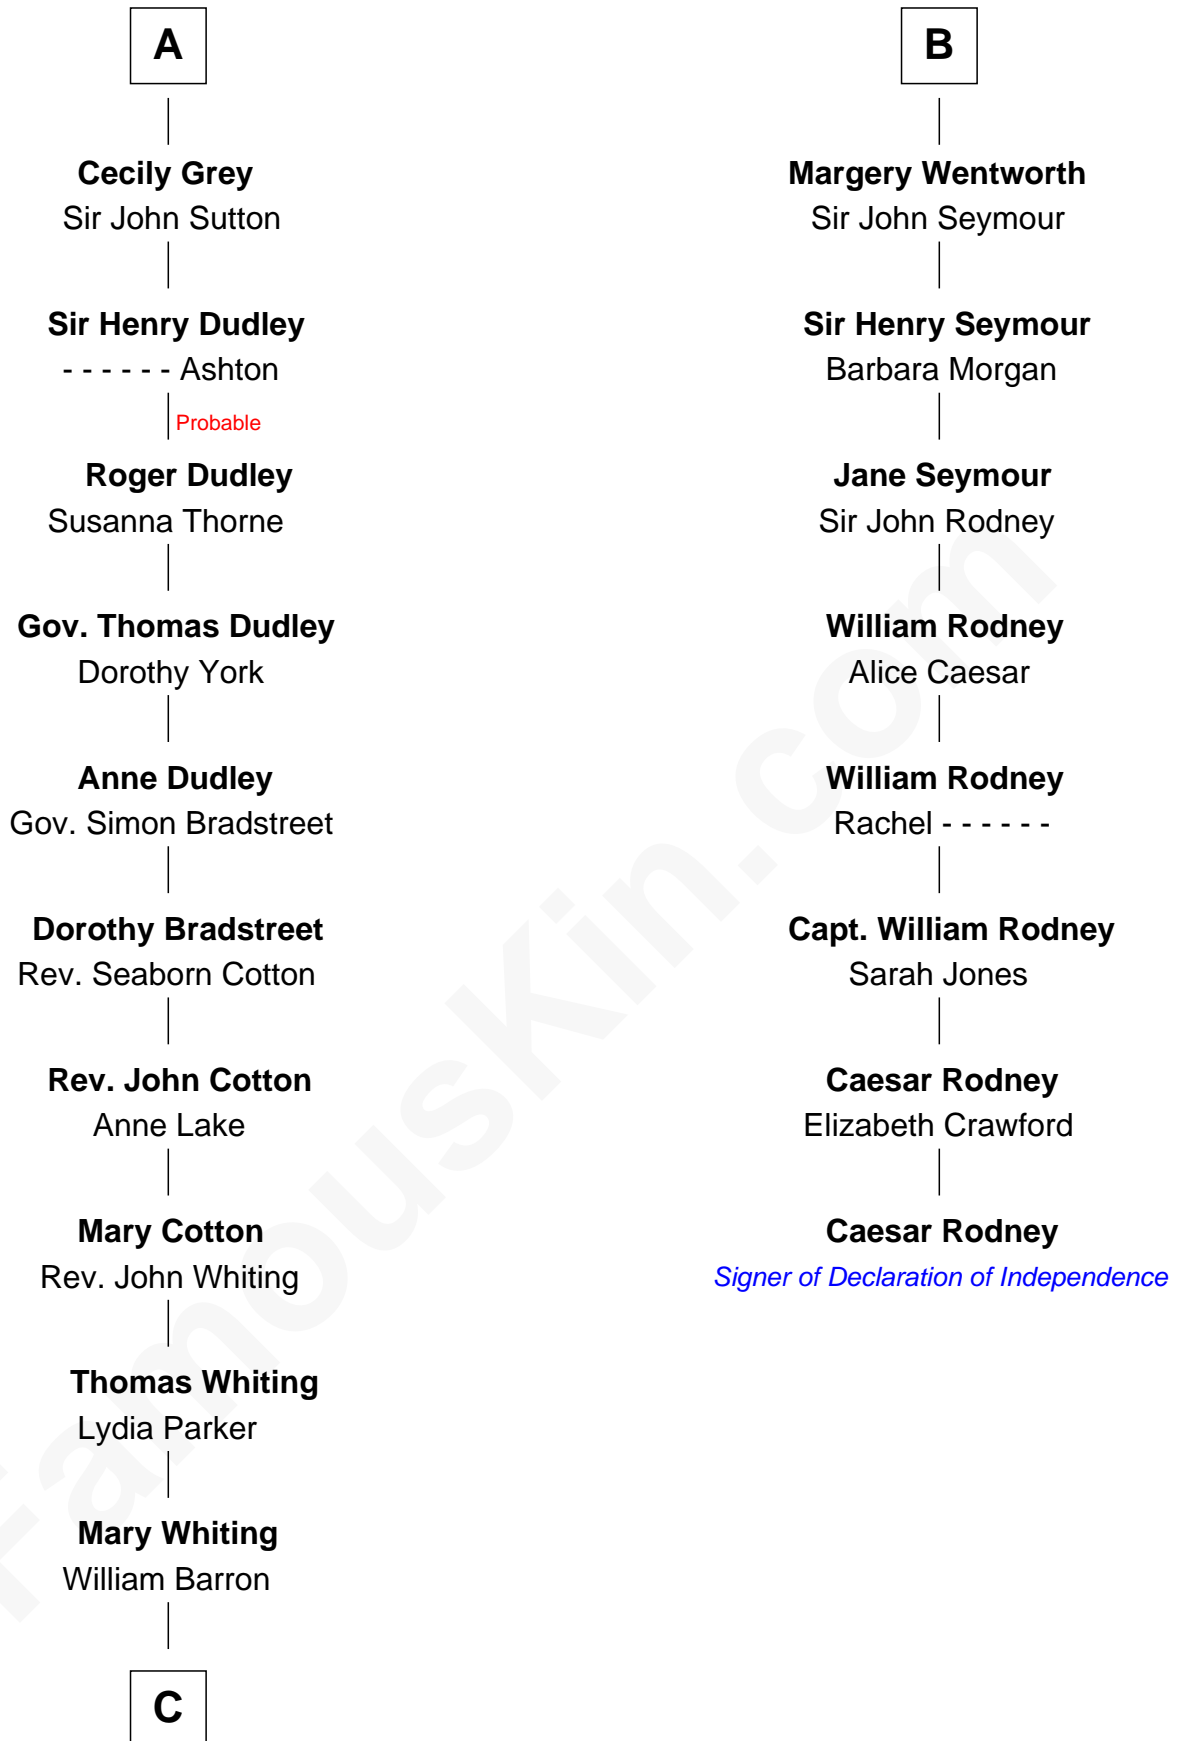 A
Cecily Grey
Sir John Sutton
Sir Henry Dudley
- - - - - - Ashton
Probable
Roger Dudley
Susanna Thorne
Gov. Thomas Dudley
Dorothy York
Anne Dudley
Gov. Simon Bradstreet
Dorothy Bradstreet
Rev. Seaborn Cotton
Rev. John Cotton
Anne Lake
Mary Cotton
Rev. John Whiting
Thomas Whiting
Lydia Parker
Mary Whiting
William Barron
C
B
Margery Wentworth
Sir John Seymour
Sir Henry Seymour
Barbara Morgan
Jane Seymour
Sir John Rodney
William Rodney
Alice Caesar
William Rodney
Rachel - - - - - -
Capt. William Rodney
Sarah Jones
Caesar Rodney
Elizabeth Crawford
Caesar Rodney
Signer of Declaration of Independence
FamousKin.com